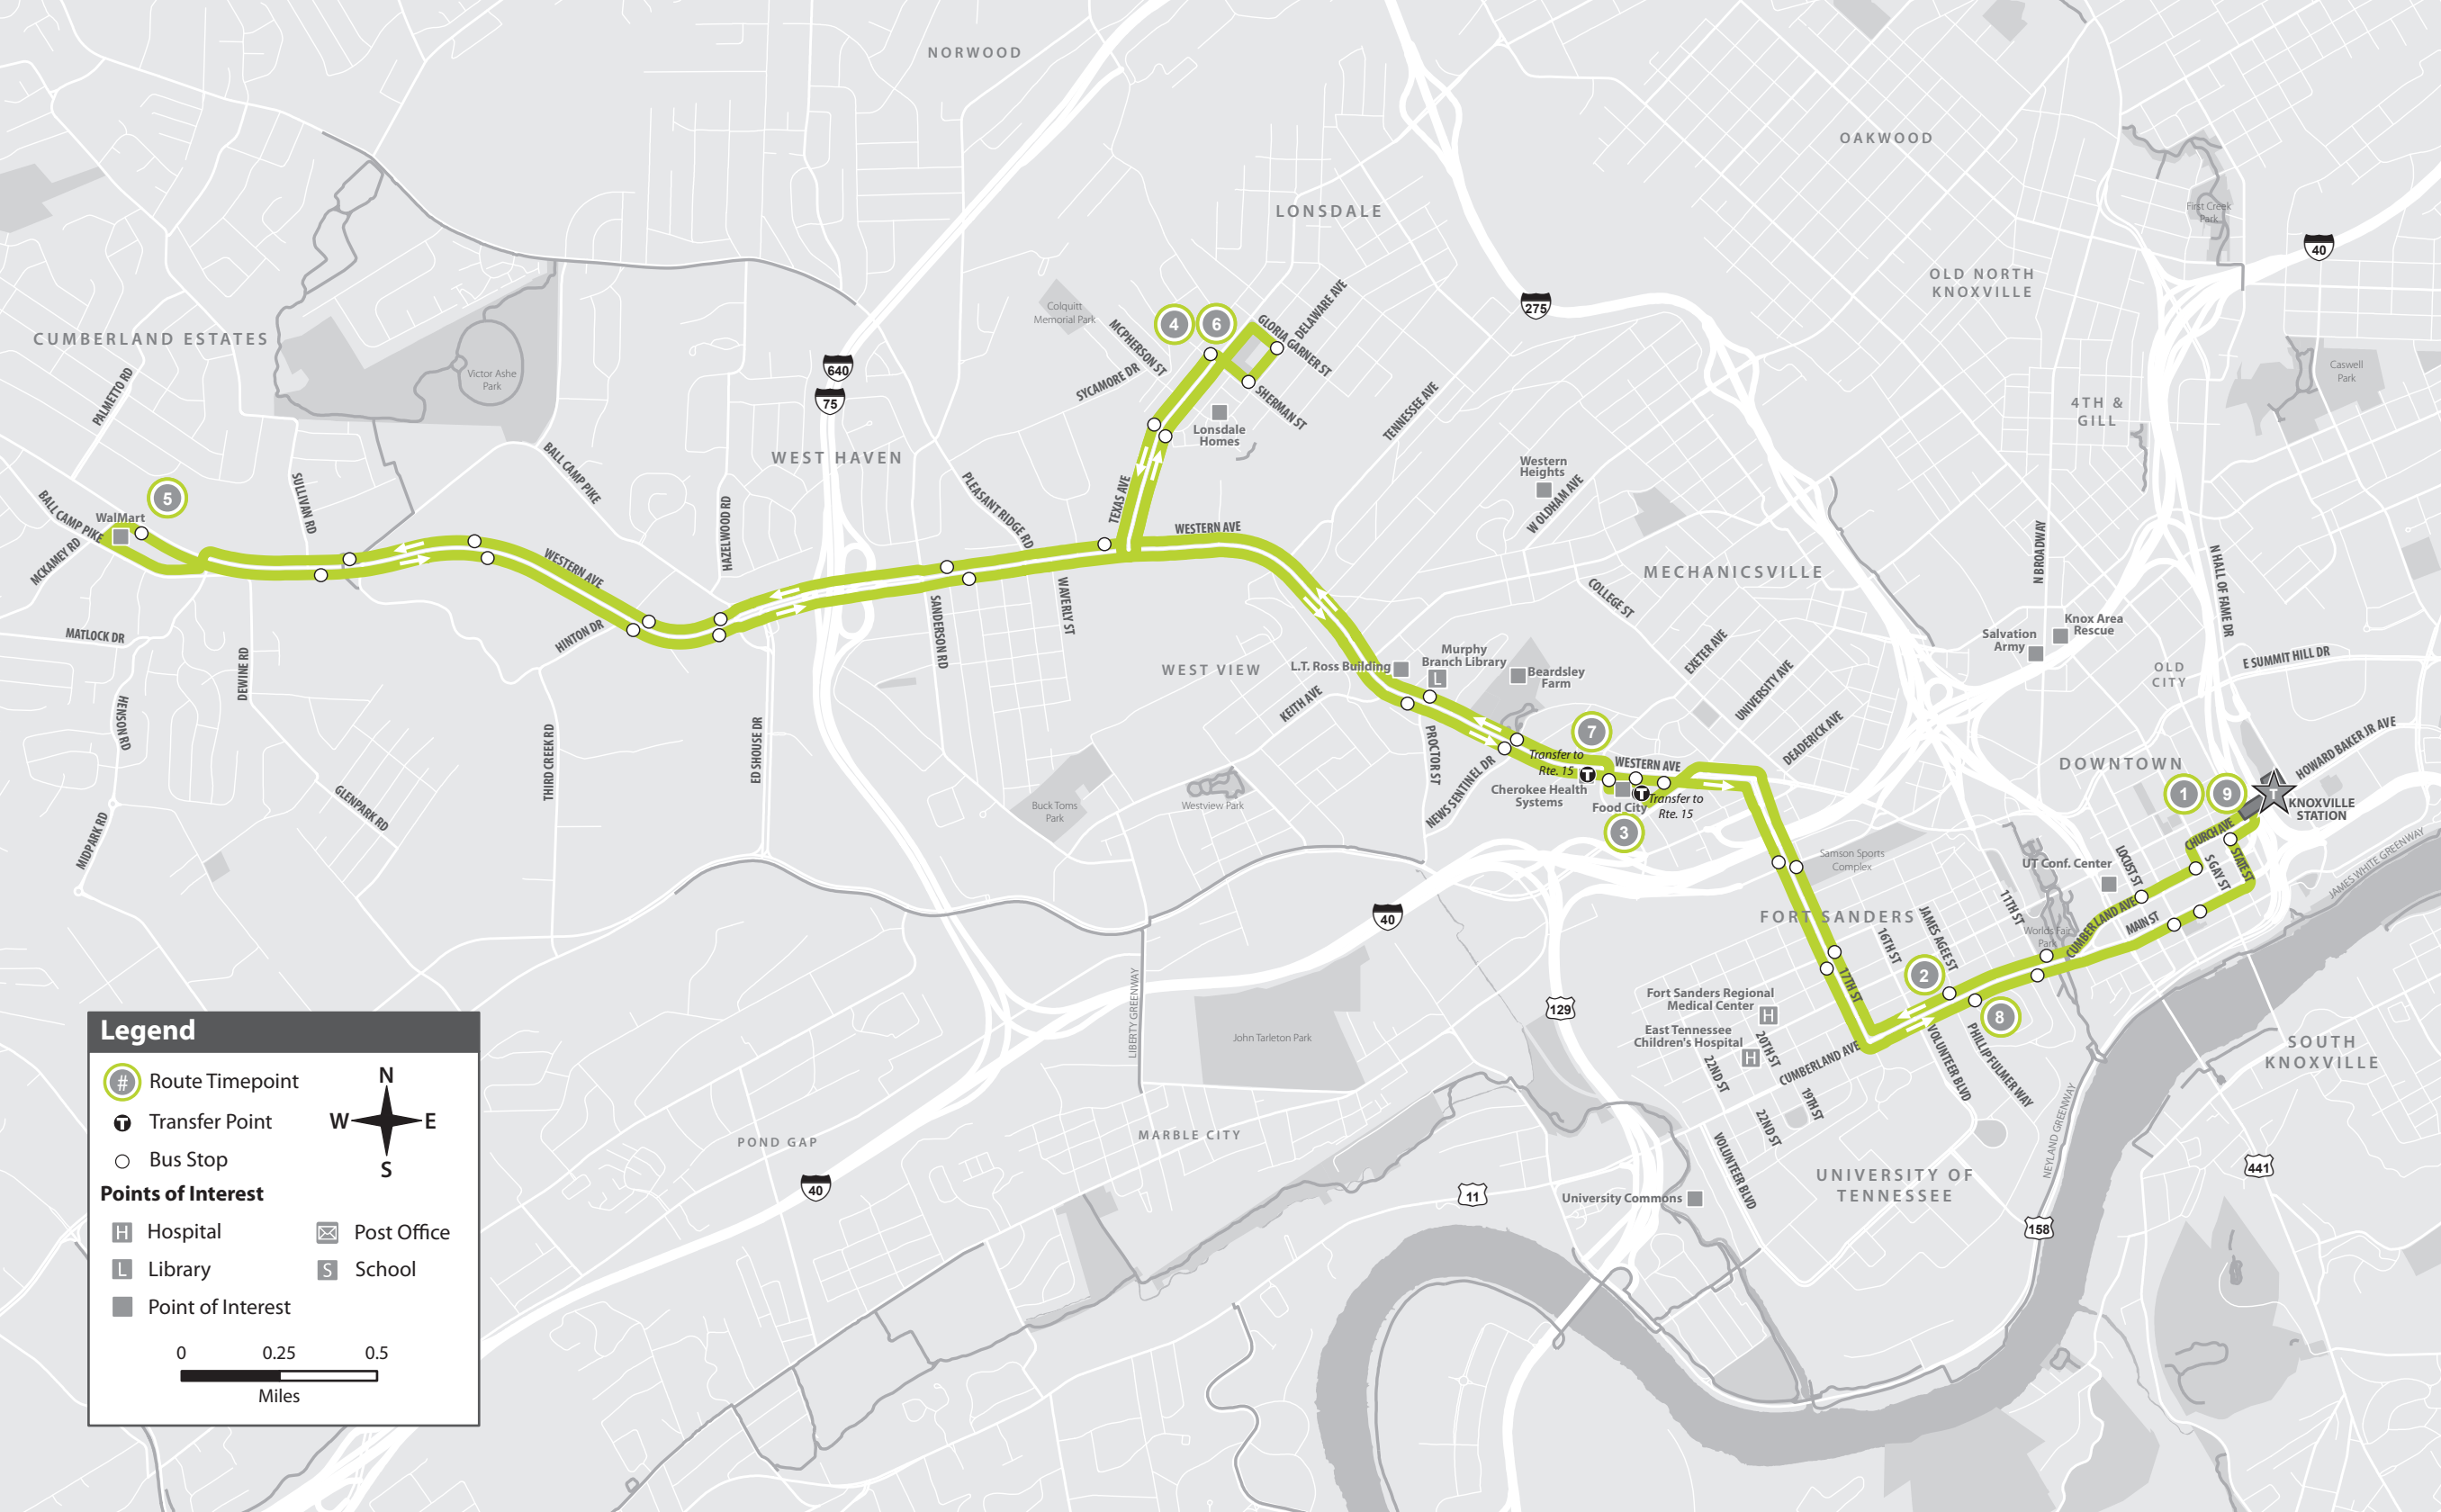 NORWOOD
OAKWOOD
LONSDALE
First Creek
Park
40
OLD NORTH
KNOXVILLE
275
Colquitt
Memorial Park
4
6
GLORIA GARNER ST
DELAWARE AVE
MCPHERSON ST
SYCAMORE DR
SHERMAN ST
CUMBERLAND ESTATES
Victor Ashe
Park
PALMETTO RD
640
75
Lonsdale
Homes
TENNESSEE AVE
Caswell
Park
4TH &
GILL
WEST HAVEN
BALL CAMP PIKE
Western
Heights
W OLDHAM AVE
5
SULLIVAN RD
BALL CAMP PIKE
WalMart
MCKAMEY RD
HAZELWOOD RD
PLEASANT RIDGE RD
TEXAS AVE
WESTERN AVE
WESTERN AVE
MECHANICSVILLE
COLLEGE ST
N BROADWAY
N HALL OF FAME DR
Knox Area
Rescue
Salvation
Army
MATLOCK DR
HINTON DR
SANDERSON RD
WAVERLY ST
DEWINE RD
WEST VIEW
L.T. Ross Building
Murphy
Branch Library
L
Beardsley
Farm
EXETER AVE
UNIVERSITY AVE
OLD
CITY
E SUMMIT HILL DR
HENSON RD
KEITH AVE
PROCTOR ST
DEADERICK AVE
THIRD CREEK RD
ED SHOUSE DR
7
Transfer to
Rte. 15
T
WESTERN AVE
NEWS SENTINEL DR
Cherokee Health
Systems
Food City
T
Transfer to
Rte. 15
3
DOWNTOWN
HOWARD BAKER JR AVE
1
9
T
KNOXVILLE
STATION
GLENPARK RD
MIDPARK RD
Buck Toms
Park
Westview Park
Samson Sports
Complex
CHURCH AVE
STATE ST
S GAY ST
LOCUST ST
UT Conf. Center
JAMES WHITE GREENWAY
40
FORT SANDERS
11TH ST
JAMES AGEE ST
16TH ST
Worlds Fair
Park
CUMBERLAND AVE
MAIN ST
2
17TH ST
8
LIBERTY GREENWAY
129
Fort Sanders Regional
Medical Center
H
East Tennessee
Children's Hospital
H
20TH ST
22ND ST
CUMBERLAND AVE
19TH ST
22ND ST
VOLUNTEER BLVD
PHILLIP FULMER WAY
SOUTH
KNOXVILLE
John Tarleton Park
NEYLAND GREENWAY
POND GAP
MARBLE CITY
40
11
University Commons
VOLUNTEER BLVD
UNIVERSITY OF
TENNESSEE
441
158
Legend
# Route Timepoint
T Transfer Point
Bus Stop
N
W
E
S
Points of Interest
H Hospital
Post Office
L Library
S School
Point of Interest
0 0.25 0.5
Miles